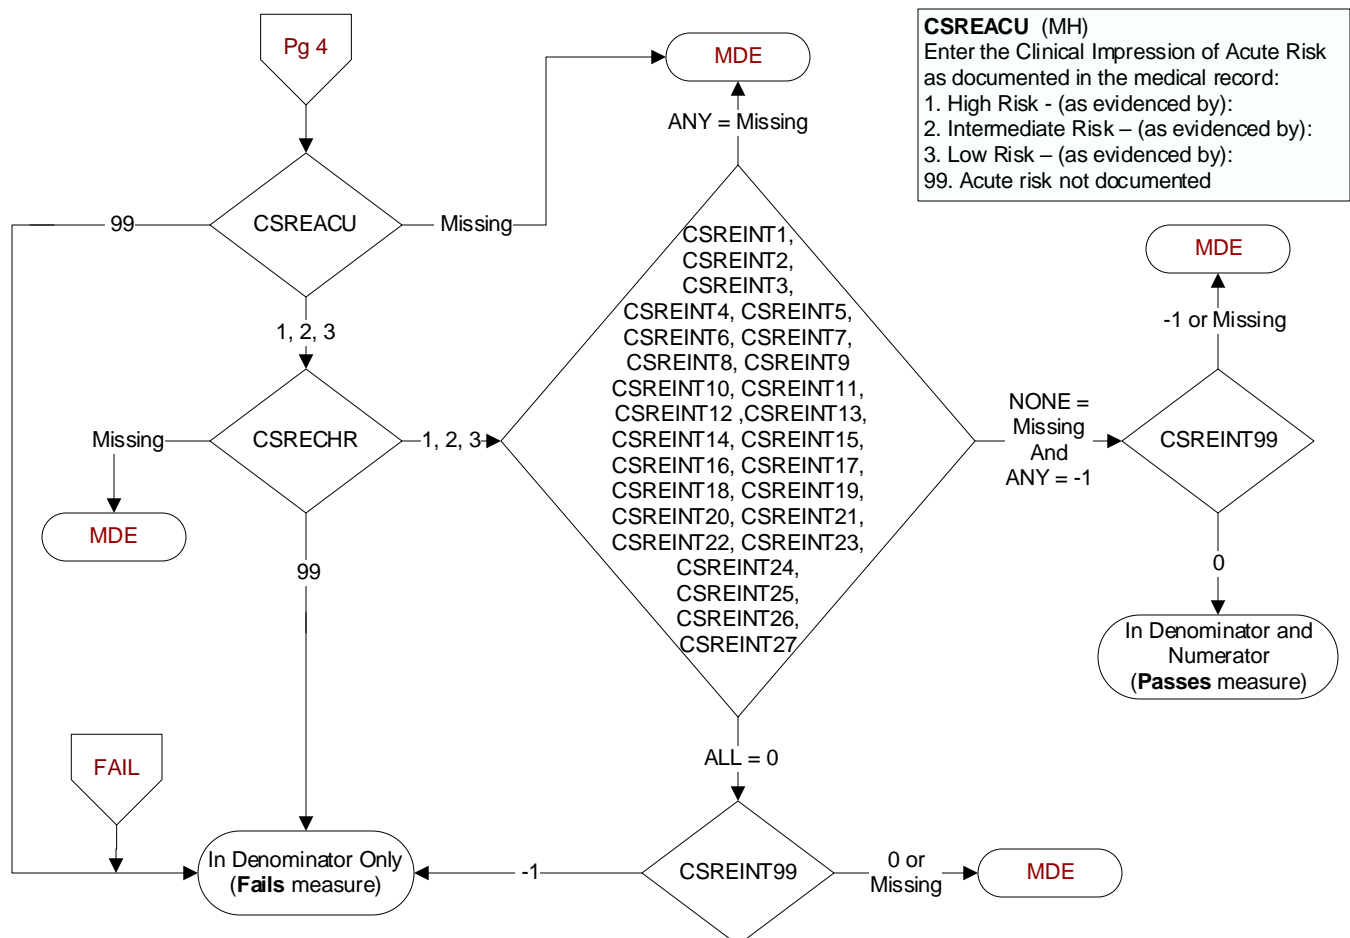 Pg 4
MDE
CSREACU (MH)
Enter the Clinical Impression of Acute Risk
as documented in the medical record:
1. High Risk - (as evidenced by):
2. Intermediate Risk – (as evidenced by):
3. Low Risk – (as evidenced by):
99. Acute risk not documented
ANY = Missing
99
CSREACU
Missing
1, 2, 3
CSREINT1,
CSREINT2,
CSREINT3,
CSREINT4, CSREINT5,
CSREINT6, CSREINT7,
CSREINT8, CSREINT9
CSREINT10, CSREINT11,
CSREINT12 ,CSREINT13,
CSREINT14, CSREINT15,
CSREINT16, CSREINT17,
CSREINT18, CSREINT19,
CSREINT20, CSREINT21,
CSREINT22, CSREINT23,
CSREINT24,
CSREINT25,
CSREINT26,
CSREINT27
MDE
-1 or Missing
NONE =
Missing
And
ANY = -1
CSREINT99
0
In Denominator and
Numerator
(Passes measure)
Missing
CSRECHR
1, 2, 3
MDE
99
FAIL
ALL = 0
In Denominator Only
(Fails measure)
-1
CSREINT99
0 or
Missing
MDE